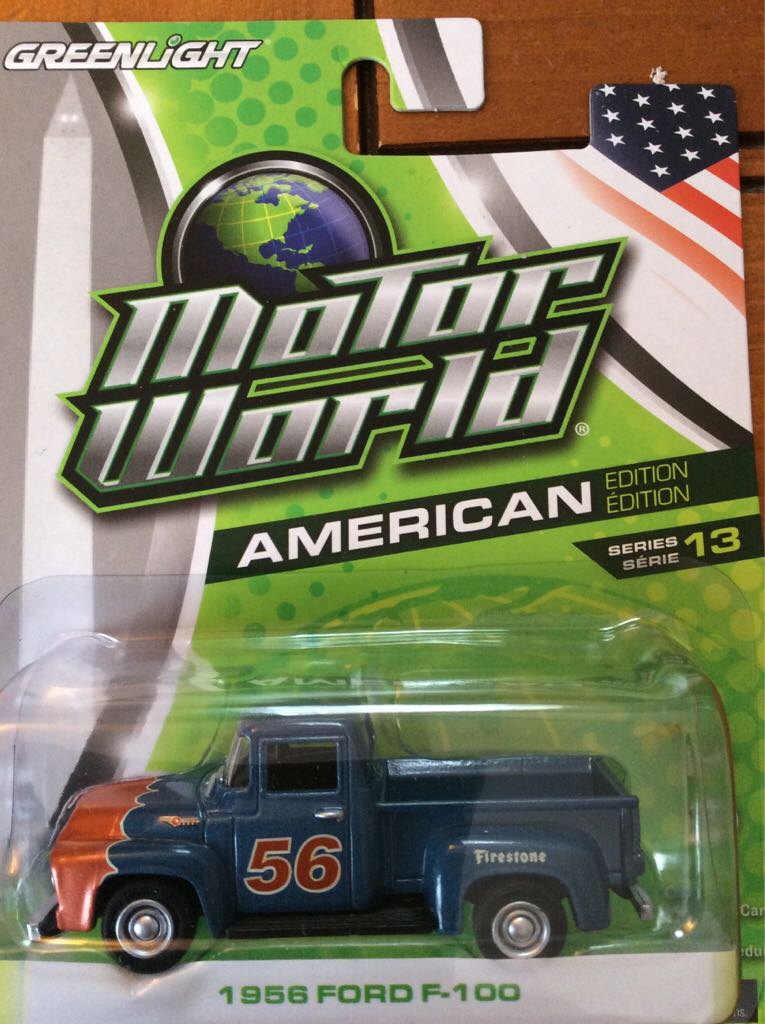 GREENLIGHT
MoTor
World®
AMERICAN EDITION
ÉDITION
SERIES 13
SÉRIE
56
Firestone
1956 FORD F-100